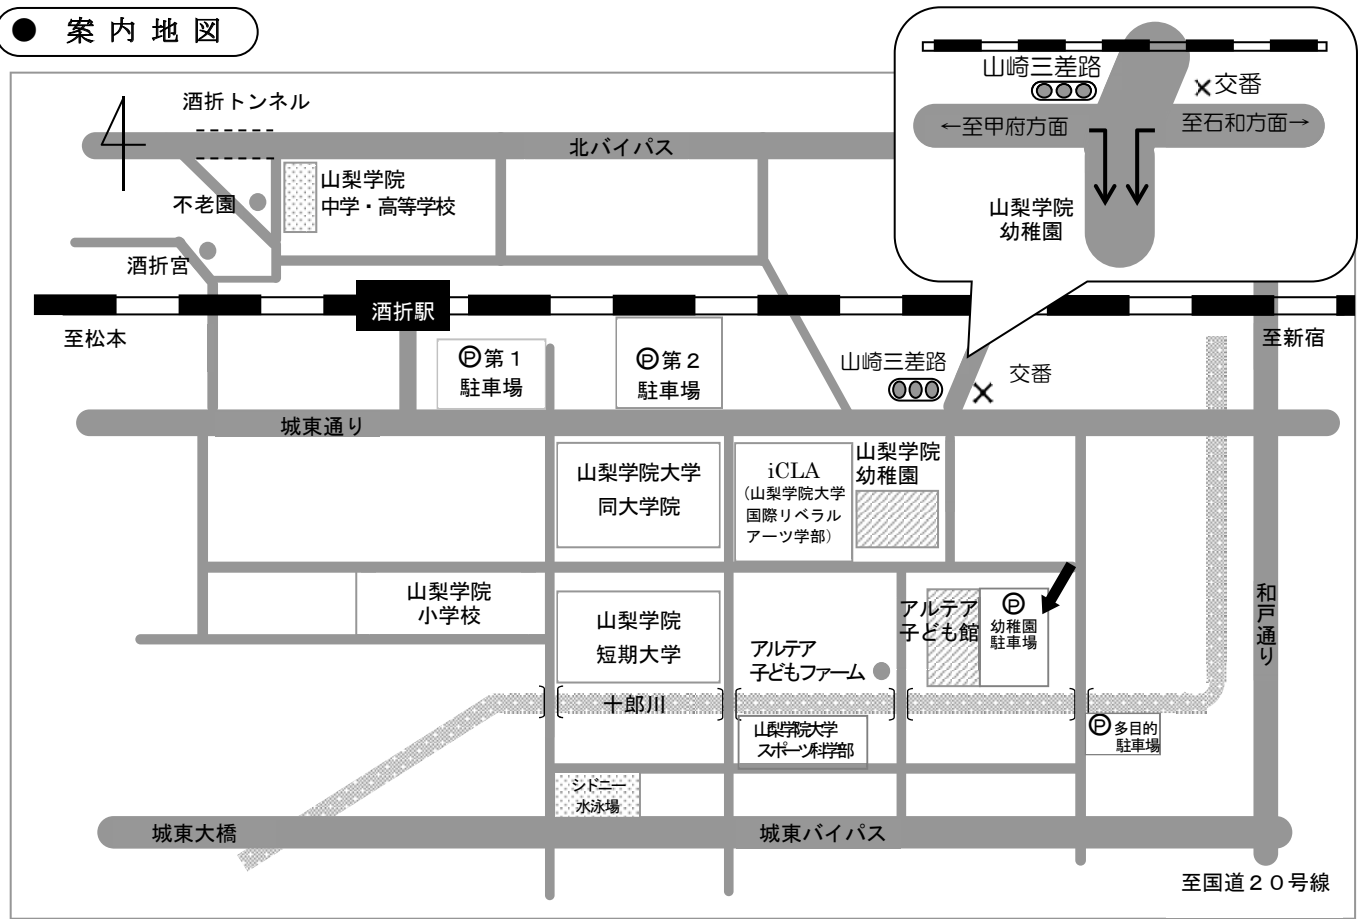 ● 案内地図
山崎三差路
交番
←至甲府方面
至石和方面→
山梨学院
幼稚園
酒折トンネル
北バイパス
山梨学院
中学・高等学校
不老園
酒折宮
酒折駅
至松本
至新宿
Ⓟ第１
駐車場
Ⓟ第２
駐車場
山崎三差路
交番
城東通り
山梨学院大学
同大学院
iCLA
(山梨学院大学
国際リベラル
アーツ学部)
山梨学院
幼稚園
山梨学院
小学校
山梨学院
短期大学
アルテア
子どもファーム
アルテア
子ども館
Ⓟ
幼稚園
駐車場
和戸通り
十郎川
山梨学院大学
スポーツ科学部
Ⓟ多目的
駐車場
シドニー
水泳場
城東大橋
城東バイパス
至国道２０号線